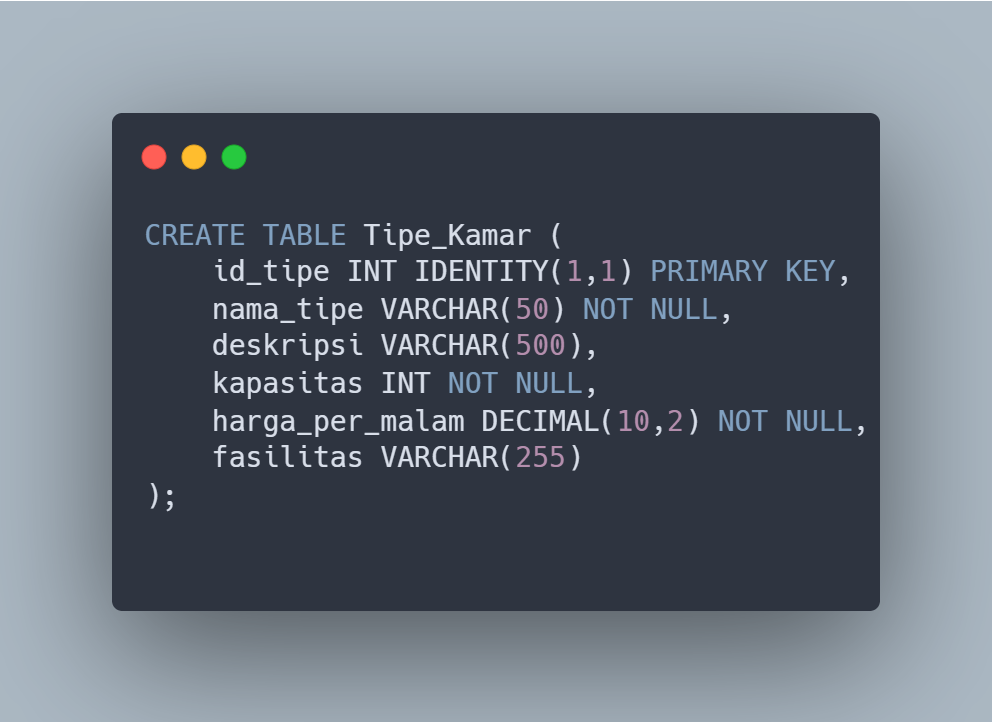 CREATE TABLE Tipe_Kamar (
    id_tipe INT IDENTITY(1,1) PRIMARY KEY,
    nama_tipe VARCHAR(50) NOT NULL,
    deskripsi VARCHAR(500),
    kapasitas INT NOT NULL,
    harga_per_malam DECIMAL(10,2) NOT NULL,
    fasilitas VARCHAR(255)
);